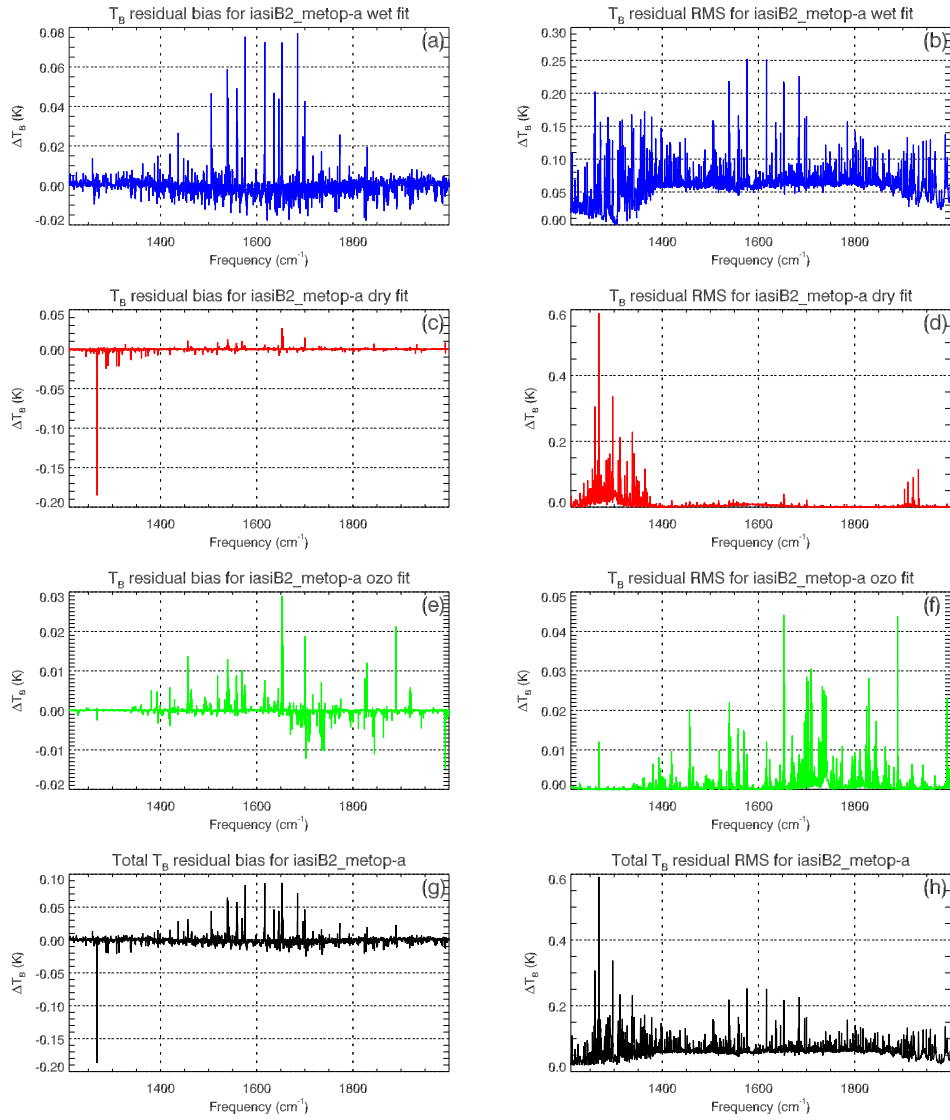 T_B residual bias for iasiB2_metop-a wet fit
(a)
0.08
0.06
0.04
0.02
0.00
-0.02
ΔT_B (K)
1400 1600 1800
Frequency (cm⁻¹)
T_B residual RMS for iasiB2_metop-a wet fit
(b)
0.30
0.25
0.20
0.15
0.10
0.05
0.00
ΔT_B (K)
1400 1600 1800
Frequency (cm⁻¹)
T_B residual bias for iasiB2_metop-a dry fit
(c)
0.05
0.00
-0.05
-0.10
-0.15
-0.20
ΔT_B (K)
1400 1600 1800
Frequency (cm⁻¹)
T_B residual RMS for iasiB2_metop-a dry fit
(d)
0.6
0.4
0.2
0.0
ΔT_B (K)
1400 1600 1800
Frequency (cm⁻¹)
T_B residual bias for iasiB2_metop-a ozo fit
(e)
0.03
0.02
0.01
0.00
-0.01
-0.02
ΔT_B (K)
1400 1600 1800
Frequency (cm⁻¹)
T_B residual RMS for iasiB2_metop-a ozo fit
(f)
0.05
0.04
0.03
0.02
0.01
0.00
ΔT_B (K)
1400 1600 1800
Frequency (cm⁻¹)
Total T_B residual bias for iasiB2_metop-a
(g)
0.10
0.05
0.00
-0.05
-0.10
-0.15
-0.20
ΔT_B (K)
1400 1600 1800
Frequency (cm⁻¹)
Total T_B residual RMS for iasiB2_metop-a
(h)
0.6
0.4
0.2
0.0
ΔT_B (K)
1400 1600 1800
Frequency (cm⁻¹)